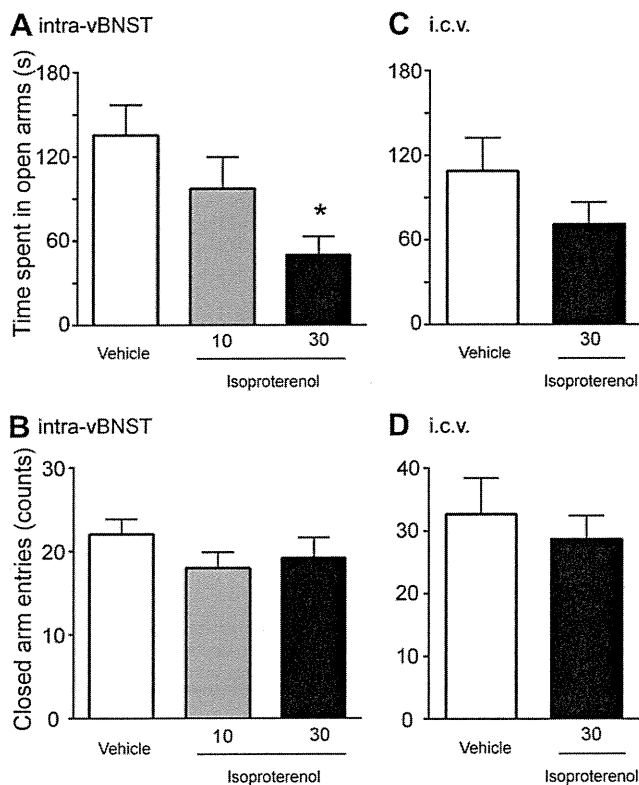 A intra-vBNST
Time spent in open arms (s)
180
120
60
0
*
Vehicle
10
30
Isoproterenol
C i.c.v.
180
120
60
0
Vehicle
30
Isoproterenol
B intra-vBNST
Closed arm entries (counts)
30
20
10
0
Vehicle
10
30
Isoproterenol
D i.c.v.
40
30
20
10
0
Vehicle
30
Isoproterenol